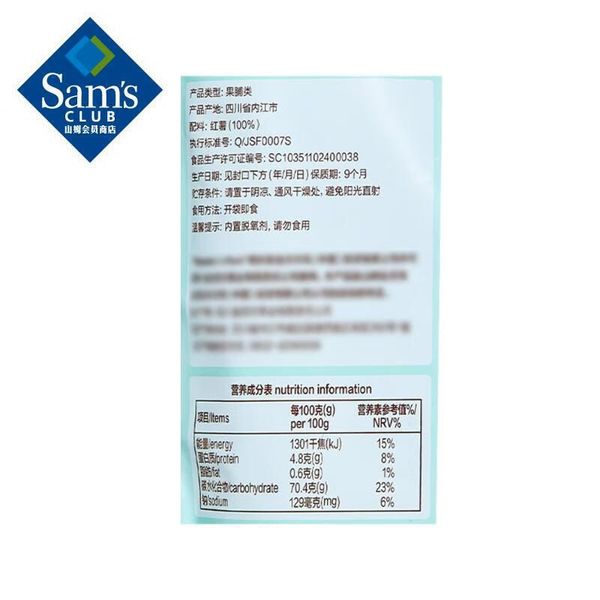 Sam's
CLUB
山姆会员商店
产品类型: 果脯类
产品产地: 四川省内江市
配料: 红薯 (100%)
执行标准号: Q/JSF0007S
食品生产许可证编号: SC10351102400038
生产日期: 见封口下方 (年/月/日) 保质期: 9个月
贮存条件: 请置于阴凉、通风干燥处, 避免阳光直射
食用方法: 开袋即食
温馨提示: 内置脱氧剂, 请勿食用
营养成分表 nutrition information
项目/Items 每100克(g) per 100g 营养素参考值%/ NRV%
能量/energy 1301千焦(kJ) 15%
蛋白质/protein 4.8克(g) 8%
脂肪/fat 0.6克(g) 1%
碳水化合物/carbohydrate 70.4克(g) 23%
钠/sodium 129毫克(mg) 6%